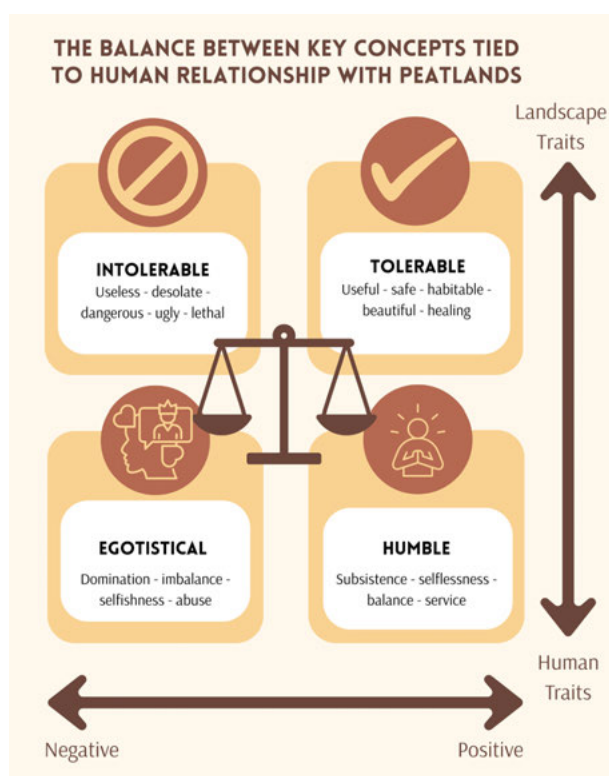 THE BALANCE BETWEEN KEY CONCEPTS TIED
TO HUMAN RELATIONSHIP WITH PEATLANDS
Landscape
Traits
INTOLERABLE
Useless - desolate -
dangerous - ugly - lethal
TOLERABLE
Useful - safe - habitable -
beautiful - healing
EGOTISTICAL
Domination - imbalance -
selfishness - abuse
HUMBLE
Subsistence - selflessness -
balance - service
Human
Traits
Negative
Positive